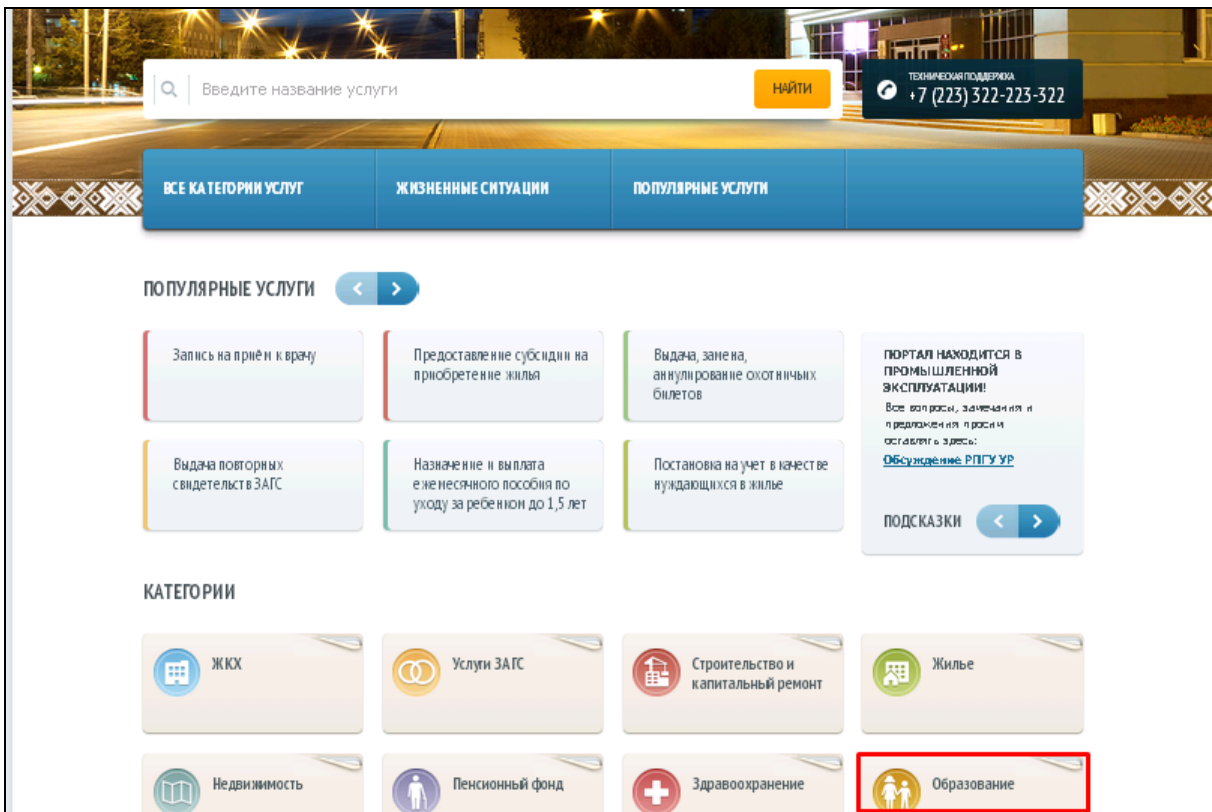 Введите название услуги
НАЙТИ
ТЕХНИЧЕСКАЯ ПОДДЕРЖКА
+7 (223) 322-223-322
ВСЕ КАТЕГОРИИ УСЛУГ
ЖИЗНЕННЫЕ СИТУАЦИИ
ПОПУЛЯРНЫЕ УСЛУГИ
ПОПУЛЯРНЫЕ УСЛУГИ
Запись на приём к врачу
Предоставление субсидии на
приобретение жилья
Выдача, замена,
аннулирование охотничьих
билетов
Выдача повторных
свидетельств ЗАГС
Назначение и выплата
ежемесячного пособия по
уходу за ребенком до 1,5 лет
Постановка на учет в качестве
нуждающихся в жилье
ПОРТАЛ НАХОДИТСЯ В
ПРОМЫШЛЕННОЙ
ЭКСПЛУАТАЦИИ!
Все вопросы, замечания и
предложения просим
оставлять здесь:
Обсуждение РПГУ УР
ПОДСКАЗКИ
КАТЕГОРИИ
ЖКХ
Услуги ЗАГС
Строительство и
капитальный ремонт
Жилье
Недвижимость
Пенсионный фонд
Здравоохранение
Образование